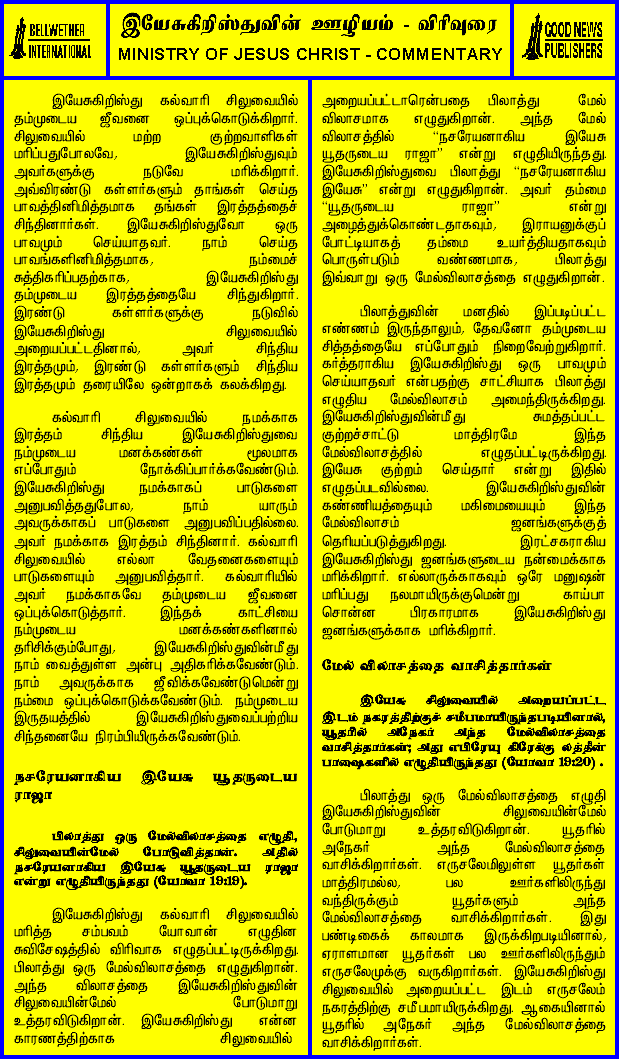 BELLWETHER
INTERNATIONAL
இயேசுகிறிஸ்துவின் ஊழியம் - விரிவுரை
MINISTRY OF JESUS CHRIST - COMMENTARY
GOOD NEWS
PUBLISHERS
இயேசுகிறிஸ்து கல்வாரி சிலுவையில்
தம்முடைய ஜீவனை ஒப்புக்கொடுக்கிறார்.
சிலுவையில் மற்ற குற்றவாளிகள்
மரிப்பதுபோலவே, இயேசுகிறிஸ்துவும்
அவர்களுக்கு நடுவே மரிக்கிறார்.
அவ்விரண்டு கள்ளர்களும் தாங்கள் செய்த
பாவத்தினிமித்தமாக தங்கள் இரத்தத்தைச்
சிந்தினார்கள். இயேசுகிறிஸ்துவோ ஒரு
பாவமும் செய்யாதவர். நாம் செய்த
பாவங்களினிமித்தமாக, நம்மைச்
சுத்திகரிப்பதற்காக, இயேசுகிறிஸ்து
தம்முடைய இரத்தத்தையே சிந்துகிறார்.
இரண்டு கள்ளர்களுக்கு நடுவில்
இயேசுகிறிஸ்து சிலுவையில்
அறையப்பட்டதினால், அவர் சிந்திய
இரத்தமும், இரண்டு கள்ளர்களும் சிந்திய
இரத்தமும் தரையிலே ஒன்றாகக் கலக்கிறது.
கல்வாரி சிலுவையில் நமக்காக
இரத்தம் சிந்திய இயேசுகிறிஸ்துவை
நம்முடைய மனக்கண்கள் மூலமாக
எப்போதும் நோக்கிப்பார்க்கவேண்டும்.
இயேசுகிறிஸ்து நமக்காகப் பாடுகளை
அனுபவித்ததுபோல, நாம் யாரும்
அவருக்காகப் பாடுகளை அனுபவிப்பதில்லை.
அவர் நமக்காக இரத்தம் சிந்தினார். கல்வாரி
சிலுவையில் எல்லா வேதனைகளையும்
பாடுகளையும் அனுபவித்தார். கல்வாரியில்
அவர் நமக்காகவே தம்முடைய ஜீவனை
ஒப்புக்கொடுத்தார். இந்தக் காட்சியை
நம்முடைய மனக்கண்களினால்
தரிசிக்கும்போது, இயேசுகிறிஸ்துவின்மீது
நாம் வைத்துள்ள அன்பு அதிகரிக்கவேண்டும்.
நாம் அவருக்காக ஜீவிக்கவேண்டுமென்று
நம்மை ஒப்புக்கொடுக்கவேண்டும். நம்முடைய
இருதயத்தில் இயேசுகிறிஸ்துவைப்பற்றிய
சிந்தனையே நிரம்பியிருக்கவேண்டும்.
நசரேயனாகிய இயேசு யூதருடைய
ராஜா
பிலாத்து ஒரு மேல்விலாசத்தை எழுதி,
சிலுவையின்மேல் போடுவித்தான். அதில்
நசரேயனாகிய இயேசு யூதருடைய ராஜா
என்று எழுதியிருந்தது (யோவா 19:19).
இயேசுகிறிஸ்து கல்வாரி சிலுவையில்
மரித்த சம்பவம் யோவான் எழுதின
சுவிசேஷத்தில் விரிவாக எழுதப்பட்டிருக்கிறது.
பிலாத்து ஒரு மேல்விலாசத்தை எழுதுகிறான்.
அந்த விலாசத்தை இயேசுகிறிஸ்துவின்
சிலுவையின்மேல் போடுமாறு
உத்தரவிடுகிறான். இயேசுகிறிஸ்து என்ன
காரணத்திற்காக சிலுவையில்
அறையப்பட்டாரென்பதை பிலாத்து மேல்
விலாசமாக எழுதுகிறான். அந்த மேல்
விலாசத்தில் "நசரேயனாகிய இயேசு
யூதருடைய ராஜா" என்று எழுதியிருந்தது.
இயேசுகிறிஸ்துவை பிலாத்து "நசரேயனாகிய
இயேசு" என்று எழுதுகிறான். அவர் தம்மை
"யூதருடைய ராஜா" என்று
அழைத்துக்கொண்டதாகவும், இராயனுக்குப்
போட்டியாகத் தம்மை உயர்த்தியதாகவும்
பொருள்படும் வண்ணமாக, பிலாத்து
இவ்வாறு ஒரு மேல்விலாசத்தை எழுதுகிறான்.
பிலாத்துவின் மனதில் இப்படிப்பட்ட
எண்ணம் இருந்தாலும், தேவனோ தம்முடைய
சித்தத்தையே எப்போதும் நிறைவேற்றுகிறார்.
கர்த்தராகிய இயேசுகிறிஸ்து ஒரு பாவமும்
செய்யாதவர் என்பதற்கு சாட்சியாக பிலாத்து
எழுதிய மேல்விலாசம் அமைந்திருக்கிறது.
இயேசுகிறிஸ்துவின்மீது சுமத்தப்பட்ட
குற்றச்சாட்டு மாத்திரமே இந்த
மேல்விலாசத்தில் எழுதப்பட்டிருக்கிறது.
இயேசு குற்றம் செய்தார் என்று இதில்
எழுதப்படவில்லை. இயேசுகிறிஸ்துவின்
கண்ணியத்தையும் மகிமையையும் இந்த
மேல்விலாசம் ஜனங்களுக்குத்
தெரியப்படுத்துகிறது. இரட்சகராகிய
இயேசுகிறிஸ்து ஜனங்களுடைய நன்மைக்காக
மரிக்கிறார். எல்லாருக்காகவும் ஒரே மனுஷன்
மரிப்பது நலமாயிருக்குமென்று காய்பா
சொன்ன பிரகாரமாக இயேசுகிறிஸ்து
ஜனங்களுக்காக மரிக்கிறார்.
மேல் விலாசத்தை வாசித்தார்கள்
இயேசு சிலுவையில் அறையப்பட்ட
இடம் நகரத்திற்குச் சமீபமாயிருந்தபடியினால்,
யூதரில் அநேகர் அந்த மேல்விலாசத்தை
வாசித்தார்கள்; அது எபிரேயு கிரேக்கு லத்தீன்
பாஷைகளில் எழுதியிருந்தது (யோவா 19:20) .
பிலாத்து ஒரு மேல்விலாசத்தை எழுதி
இயேசுகிறிஸ்துவின் சிலுவையின்மேல்
போடுமாறு உத்தரவிடுகிறான். யூதரில்
அநேகர் அந்த மேல்விலாசத்தை
வாசிக்கிறார்கள். எருசலேமிலுள்ள யூதர்கள்
மாத்திரமல்ல, பல ஊர்களிலிருந்து
வந்திருக்கும் யூதர்களும் அந்த
மேல்விலாசத்தை வாசிக்கிறார்கள். இது
பண்டிகைக் காலமாக இருக்கிறபடியினால்,
ஏராளமான யூதர்கள் பல ஊர்களிலிருந்தும்
எருசலேமுக்கு வருகிறார்கள். இயேசுகிறிஸ்து
சிலுவையில் அறையப்பட்ட இடம் எருசலேம்
நகரத்திற்கு சமீபமாயிருக்கிறது. ஆகையினால்
யூதரில் அநேகர் அந்த மேல்விலாசத்தை
வாசிக்கிறார்கள்.